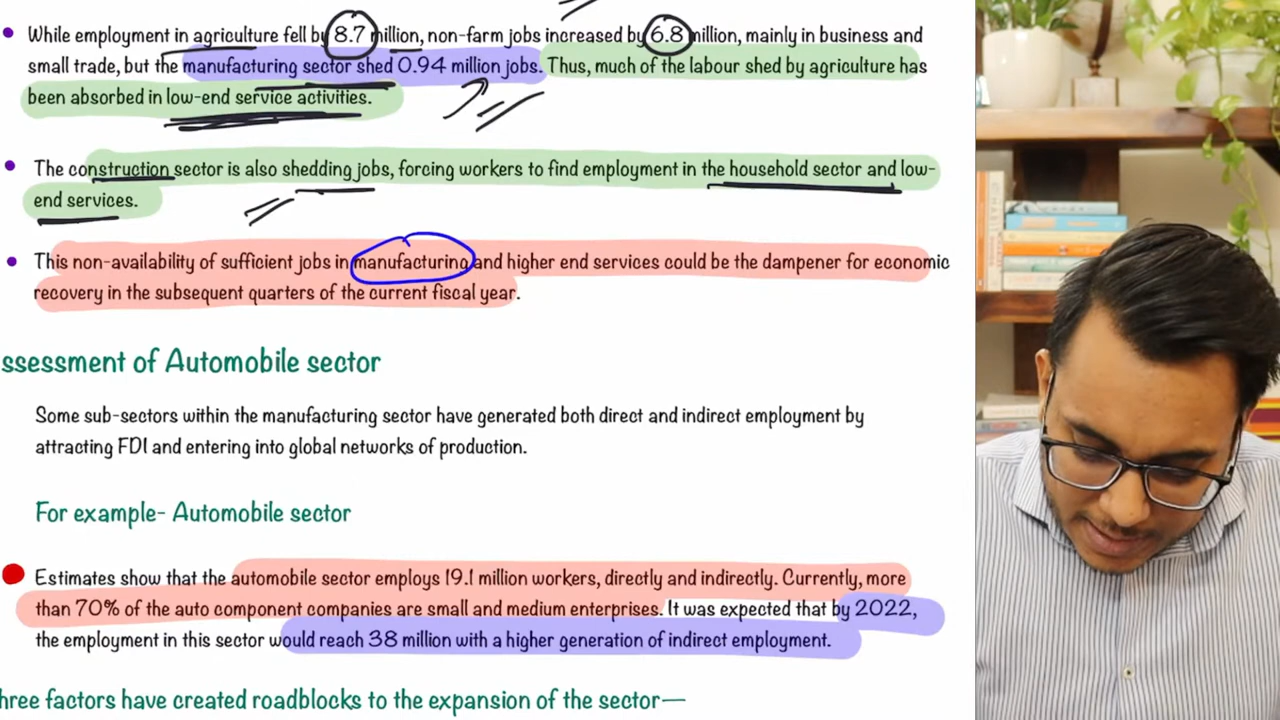 While employment in agriculture fell by 8.7 million, non-farm jobs increased by 6.8 million, mainly in business and
small trade, but the manufacturing sector shed 0.94 million jobs. Thus, much of the labour shed by agriculture has
been absorbed in low-end service activities.
The construction sector is also shedding jobs, forcing workers to find employment in the household sector and low-
end services.
This non-availability of sufficient jobs in manufacturing and higher end services could be the dampener for economic
recovery in the subsequent quarters of the current fiscal year.
ssessment of Automobile sector
Some sub-sectors within the manufacturing sector have generated both direct and indirect employment by
attracting FDI and entering into global networks of production.
For example- Automobile sector
Estimates show that the automobile sector employs 19.1 million workers, directly and indirectly. Currently, more
than 70% of the auto component companies are small and medium enterprises. It was expected that by 2022,
the employment in this sector would reach 38 million with a higher generation of indirect employment.
hree factors have created roadblocks to the expansion of the sector—